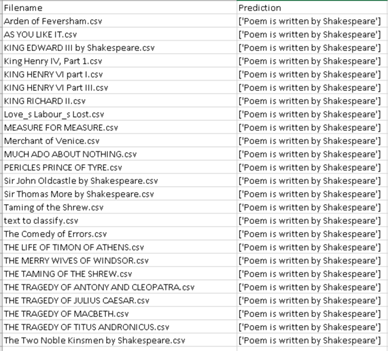 Filename Prediction
Arden of Feversham.csv ['Poem is written by Shakespeare']
AS YOU LIKE IT.csv ['Poem is written by Shakespeare']
KING EDWARD III by Shakespeare.csv ['Poem is written by Shakespeare']
King Henry IV, Part 1.csv ['Poem is written by Shakespeare']
KING HENRY VI part I.csv ['Poem is written by Shakespeare']
KING HENRY VI Part III.csv ['Poem is written by Shakespeare']
KING RICHARD II.csv ['Poem is written by Shakespeare']
Love_s Labour_s Lost.csv ['Poem is written by Shakespeare']
MEASURE FOR MEASURE.csv ['Poem is written by Shakespeare']
Merchant of Venice.csv ['Poem is written by Shakespeare']
MUCH ADO ABOUT NOTHING.csv ['Poem is written by Shakespeare']
PERICLES PRINCE OF TYRE.csv ['Poem is written by Shakespeare']
Sir John Oldcastle by Shakespeare.csv ['Poem is written by Shakespeare']
Sir Thomas More by Shakespeare.csv ['Poem is written by Shakespeare']
Taming of the Shrew.csv ['Poem is written by Shakespeare']
text to classify.csv ['Poem is written by Shakespeare']
The Comedy of Errors.csv ['Poem is written by Shakespeare']
THE LIFE OF TIMON OF ATHENS.csv ['Poem is written by Shakespeare']
THE MERRY WIVES OF WINDSOR.csv ['Poem is written by Shakespeare']
THE TAMING OF THE SHREW.csv ['Poem is written by Shakespeare']
THE TRAGEDY OF ANTONY AND CLEOPATRA.csv ['Poem is written by Shakespeare']
THE TRAGEDY OF JULIUS CAESAR.csv ['Poem is written by Shakespeare']
THE TRAGEDY OF MACBETH.csv ['Poem is written by Shakespeare']
THE TRAGEDY OF TITUS ANDRONICUS.csv ['Poem is written by Shakespeare']
The Two Noble Kinsmen by Shakespeare.csv ['Poem is written by Shakespeare']